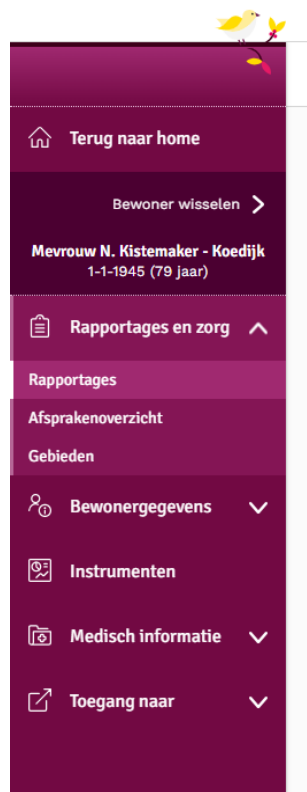 Terug naar home
Bewoner wisselen
Mevrouw N. Kistemaker - Koedijk
1-1-1945 (79 jaar)
Rapportages en zorg
Rapportages
Afsprakenoverzicht
Gebieden
Bewonergegevens
Instrumenten
Medisch informatie
Toegang naar